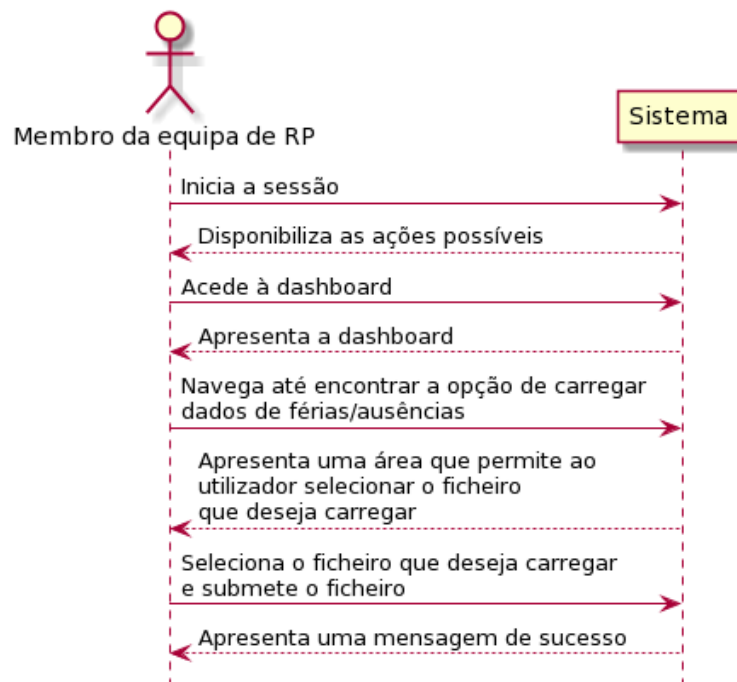 Membro da equipa de RP
Sistema
Inicia a sessão
Disponibiliza as ações possíveis
Acede à dashboard
Apresenta a dashboard
Navega até encontrar a opção de carregar
dados de férias/ausências
Apresenta uma área que permite ao
utilizador selecionar o ficheiro
que deseja carregar
Seleciona o ficheiro que deseja carregar
e submete o ficheiro
Apresenta uma mensagem de sucesso